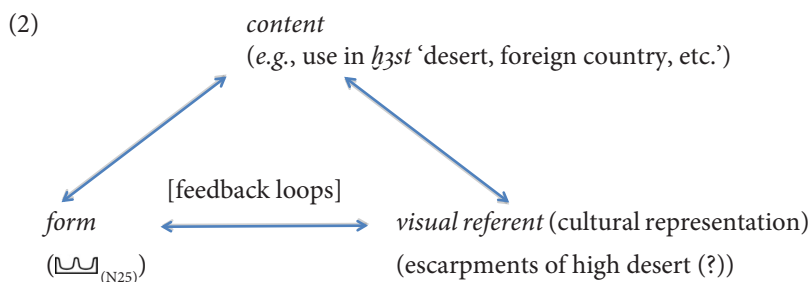 (2)
content
(e.g., use in ḫꜣst ‘desert, foreign country, etc.’)
[feedback loops]
form
visual referent (cultural representation)
(𓈉(N25))
(escarpments of high desert (?))